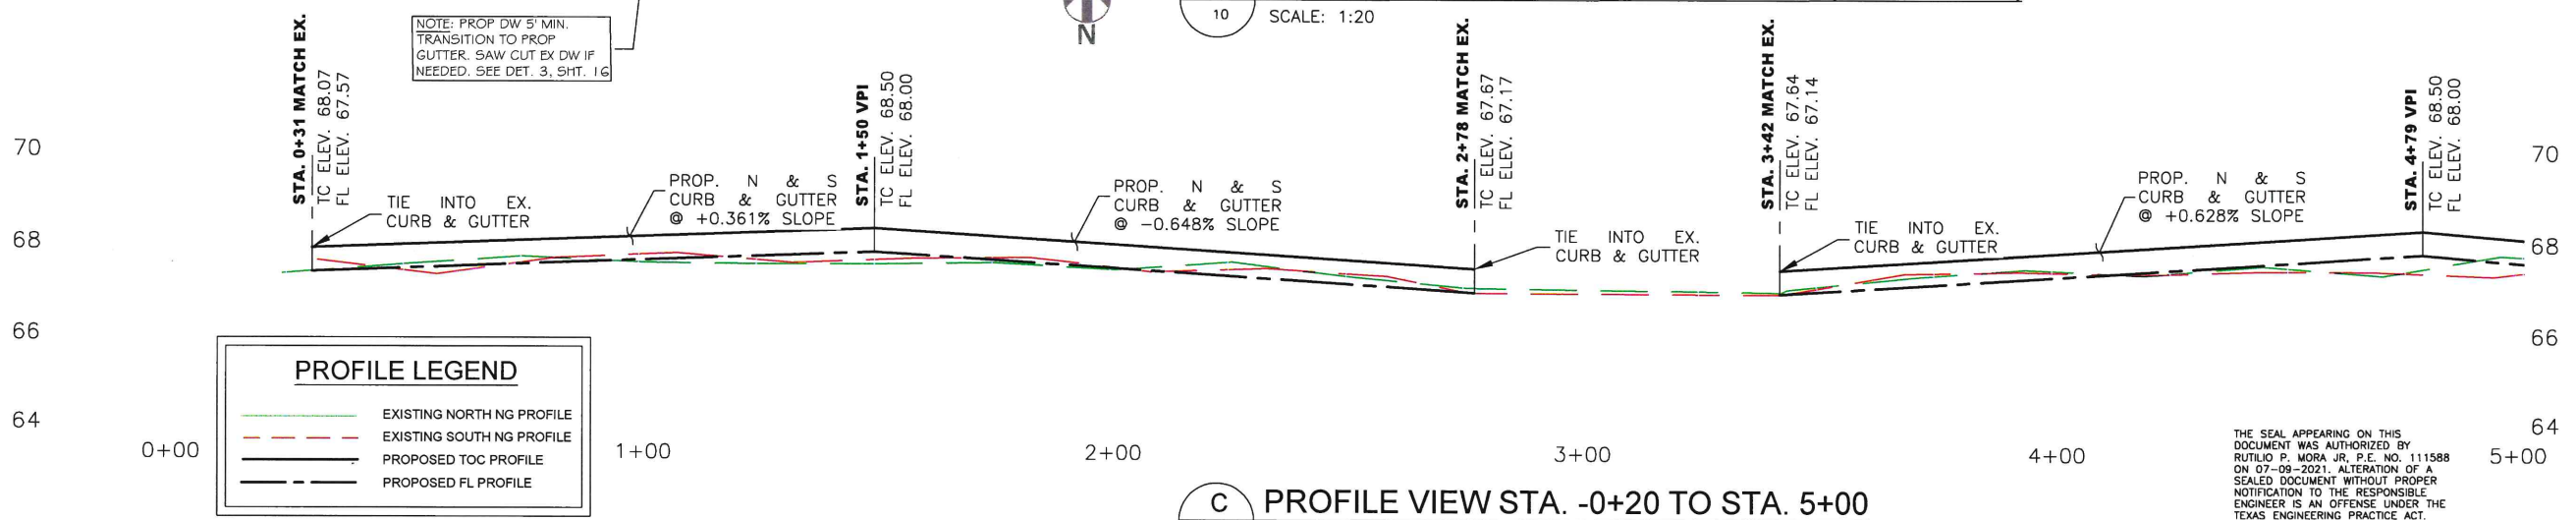 NOTE: PROP DW 5' MIN.
TRANSITION TO PROP
GUTTER. SAW CUT EX DW IF
NEEDED. SEE DET. 3, SHT. 16
N
10
SCALE: 1:20
STA. 0+31 MATCH EX.
TC ELEV. 68.07
FL ELEV. 67.57
STA. 1+50 VPI
TC ELEV. 68.50
FL ELEV. 68.00
STA. 2+78 MATCH EX.
TC ELEV. 67.67
FL ELEV. 67.17
STA. 3+42 MATCH EX.
TC ELEV. 67.64
FL ELEV. 67.14
STA. 4+79 VPI
TC ELEV. 68.50
FL ELEV. 68.00
70
68
66
64
TIE INTO EX.
CURB & GUTTER
PROP. N & S
CURB & GUTTER
@ +0.361% SLOPE
PROP. N & S
CURB & GUTTER
@ -0.648% SLOPE
TIE INTO EX.
CURB & GUTTER
TIE INTO EX.
CURB & GUTTER
PROP. N & S
CURB & GUTTER
@ +0.628% SLOPE
70
68
66
64
PROFILE LEGEND
EXISTING NORTH NG PROFILE
EXISTING SOUTH NG PROFILE
PROPOSED TOC PROFILE
PROPOSED FL PROFILE
0+00
1+00
2+00
3+00
4+00
5+00
C
PROFILE VIEW STA. -0+20 TO STA. 5+00
THE SEAL APPEARING ON THIS
DOCUMENT WAS AUTHORIZED BY
RUTILIO P. MORA JR, P.E. NO. 111588
ON 07-09-2021. ALTERATION OF A
SEALED DOCUMENT WITHOUT PROPER
NOTIFICATION TO THE RESPONSIBLE
ENGINEER IS AN OFFENSE UNDER THE
TEXAS ENGINEERING PRACTICE ACT.